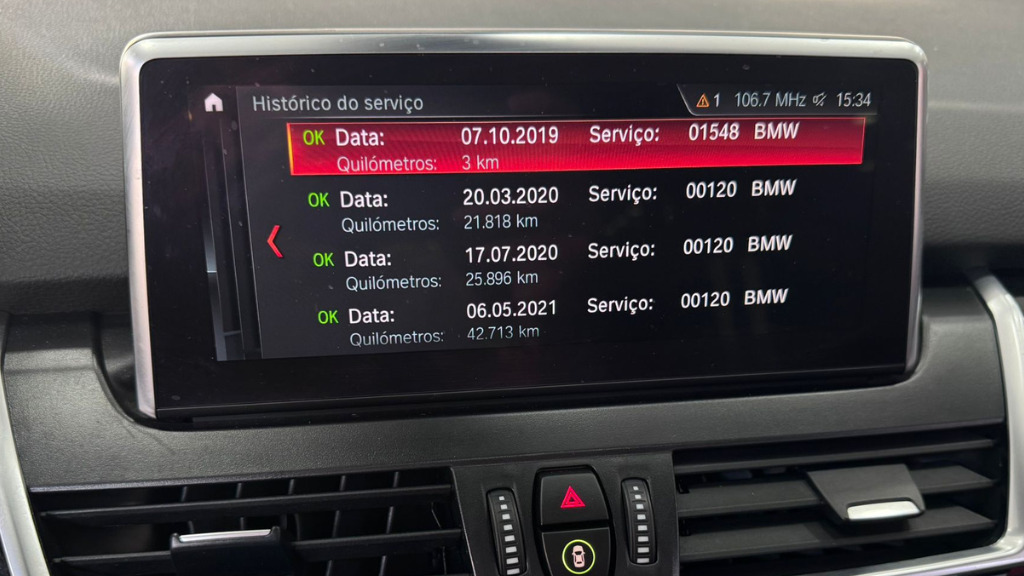 Histórico do serviço 1 106.7 MHz 15:34
OK Data: 07.10.2019 Serviço: 01548 BMW
Quilómetros: 3 km
OK Data: 20.03.2020 Serviço: 00120 BMW
Quilómetros: 21.818 km
OK Data: 17.07.2020 Serviço: 00120 BMW
Quilómetros: 25.896 km
OK Data: 06.05.2021 Serviço: 00120 BMW
Quilómetros: 42.713 km